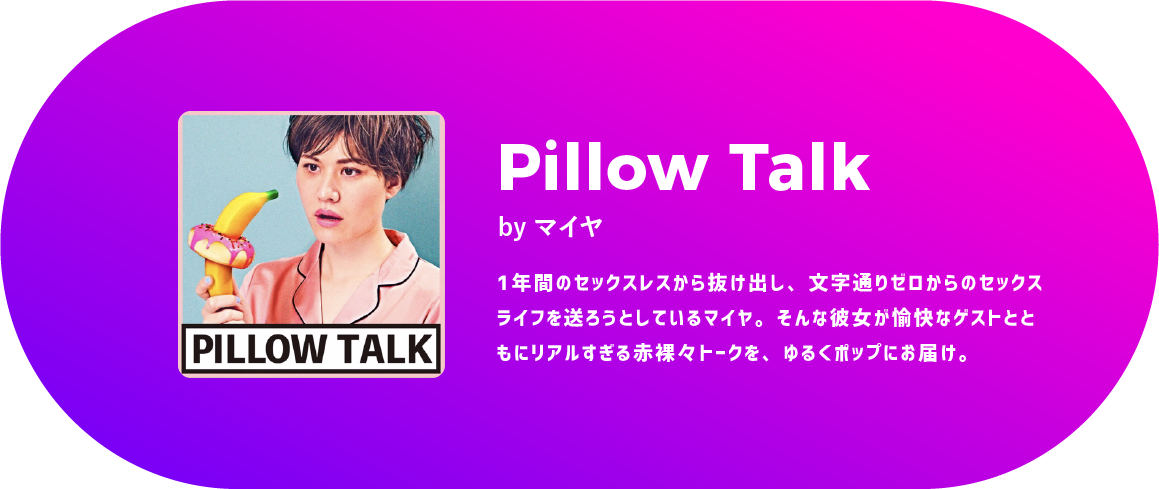 PILLOW TALK
Pillow Talk
by マイヤ
1年間のセックスレスから抜け出し、文字通りゼロからのセックス
ライフを送ろうとしているマイヤ。そんな彼女が愉快なゲストとと
もにリアルすぎる赤裸々トークを、ゆるくポップにお届け。